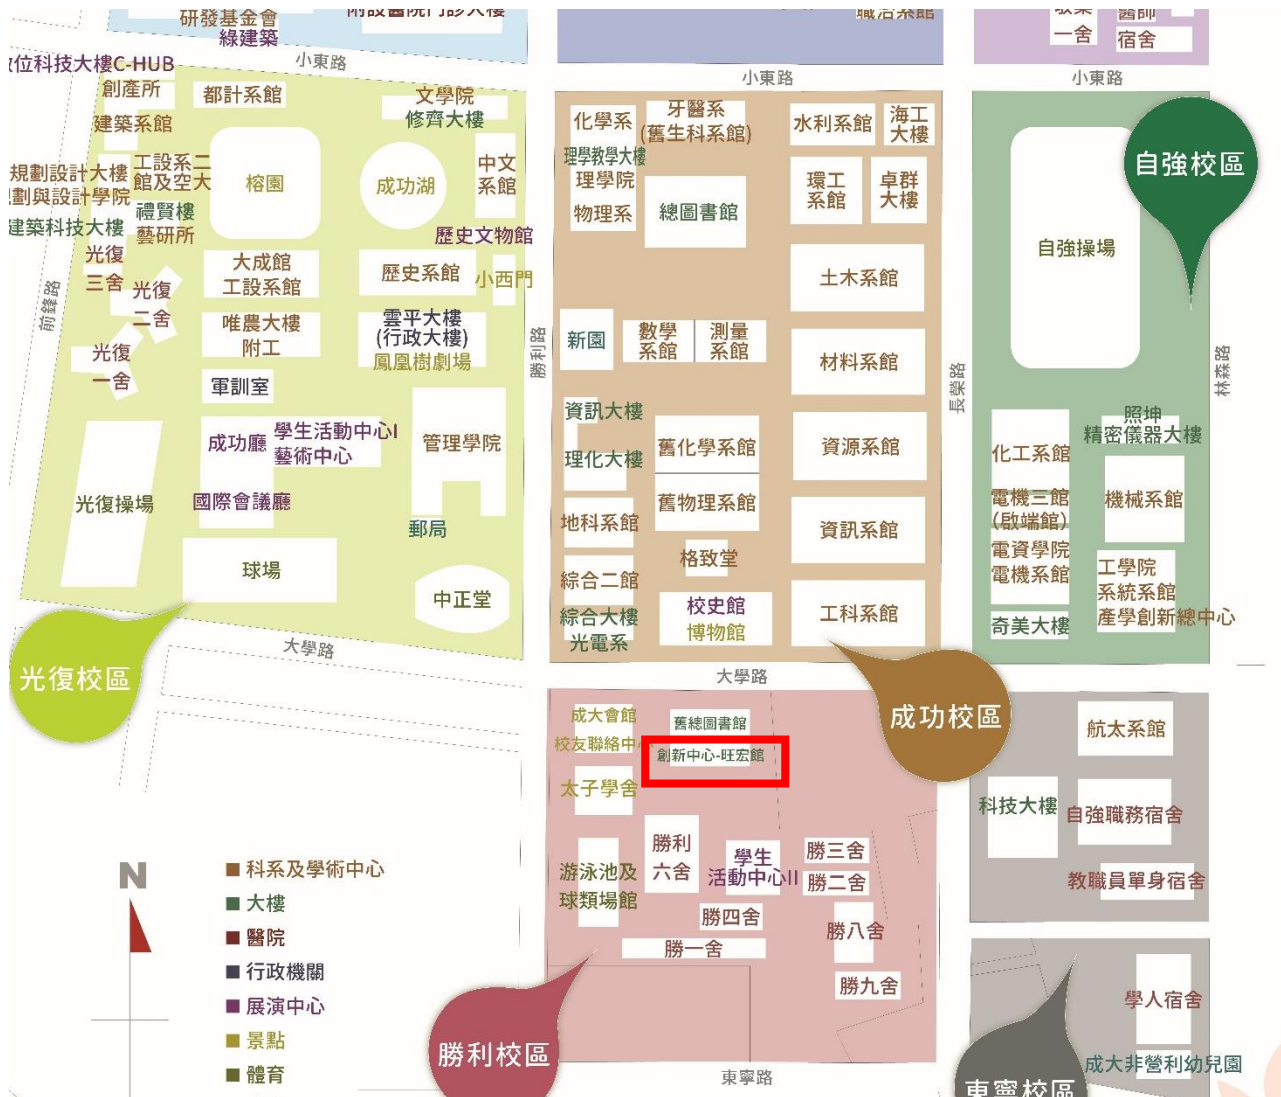 研發基金會
綠建築
附設醫院門診大樓
職治系館
一舍
醫師
宿舍
小東路
小東路
小東路
位科技大樓C-HUB
創產所
都計系館
建築系館
文學院
修齊大樓
規劃設計大樓
劃與設計學院
工設系二
館及空大
榕園
成功湖
中文
系館
禮賢樓
建築科技大樓
藝研所
歷史文物館
光復
三舍
光復
二舍
大成館
工設系館
歷史系館
小西門
前鋒路
唯農大樓
附工
雲平大樓
(行政大樓)
鳳凰樹劇場
光復
一舍
軍訓室
成功廳
學生活動中心I
藝術中心
管理學院
光復操場
國際會議廳
郵局
球場
中正堂
光復校區
大學路
勝利路
化學系
理學教學大樓
理學院
物理系
牙醫系
(舊生科系館)
總圖書館
水利系館
海工
大樓
環工
系館
卓群
大樓
土木系館
新園
數學
系館
測量
系館
材料系館
資訊大樓
理化大樓
舊化學系館
資源系館
舊物理系館
地科系館
資訊系館
格致堂
綜合二館
校史館
博物館
工科系館
綜合大樓
光電系
長榮路
大學路
成功校區
自強校區
自強操場
林森路
照坤
精密儀器大樓
化工系館
電機三館
(啟端館)
機械系館
電資學院
電機系館
工學院
系統系館
產學創新總中心
奇美大樓
成大會館
校友聯絡中心
舊總圖書館
創新中心-旺宏館
太子學舍
勝利
六舍
學生
活動中心II
勝三舍
勝二舍
游泳池及
球類場館
勝四舍
勝一舍
勝八舍
勝九舍
勝利校區
東寧路
航太系館
科技大樓
自強職務宿舍
教職員單身宿舍
學人宿舍
成大非營利幼兒園
東寧校區
N
科系及學術中心
大樓
醫院
行政機關
展演中心
景點
體育